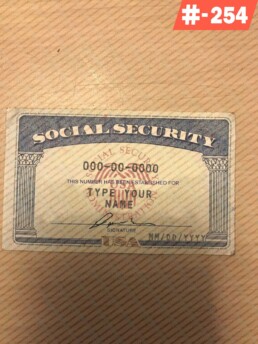 #-254
SOCIAL SECURITY
000-00-0000
THIS NUMBER HAS BEEN ESTABLISHED FOR
TYPE YOUR
NAME
SIGNATURE
USA
MM/DD/YYYY